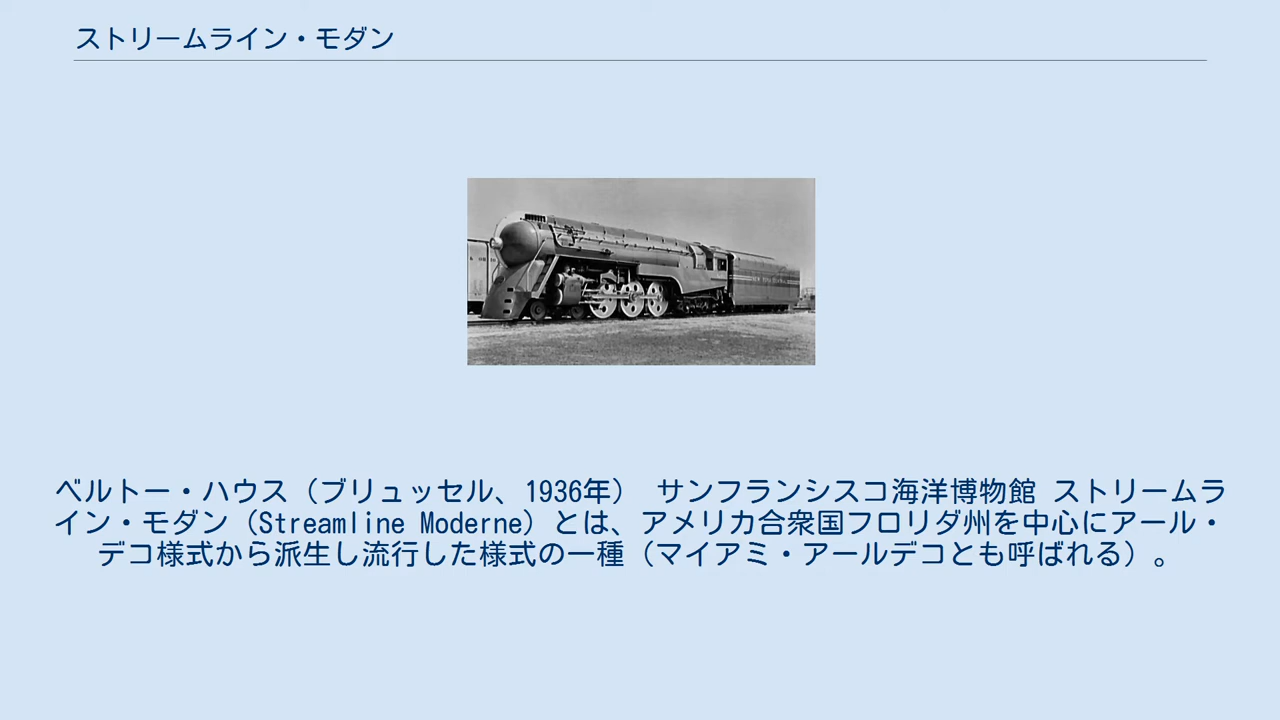 ストリームライン・モダン
ベルトー・ハウス（ブリュッセル、1936年） サンフランシスコ海洋博物館 ストリームラ
イン・モダン（Streamline Moderne）とは、アメリカ合衆国フロリダ州を中心にアール・
デコ様式から派生し流行した様式の一種（マイアミ・アールデコとも呼ばれる）。